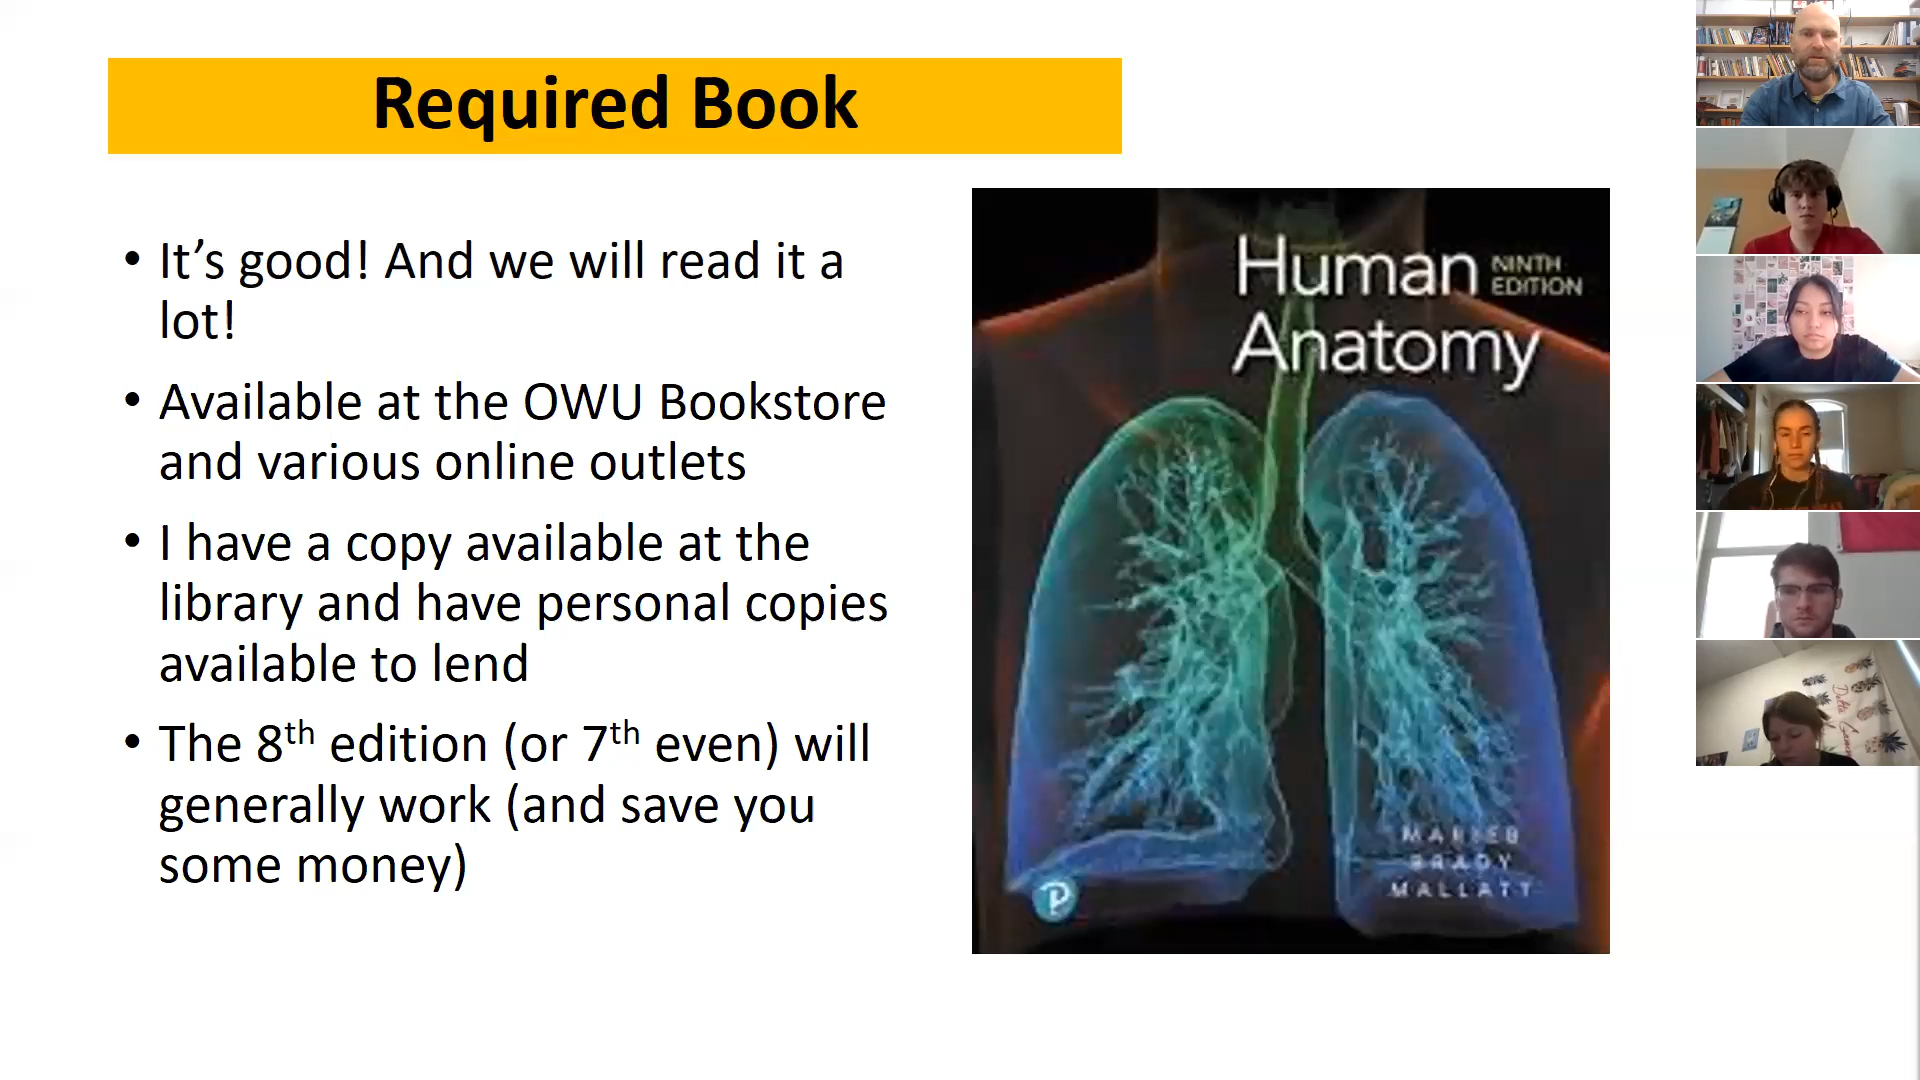 Required Book
• It’s good! And we will read it a
lot!
• Available at the OWU Bookstore
and various online outlets
• I have a copy available at the
library and have personal copies
available to lend
• The 8th edition (or 7th even) will
generally work (and save you
some money)
Human NINTH
EDITION
Anatomy
MARIEB
BRADY
MALLATT
P